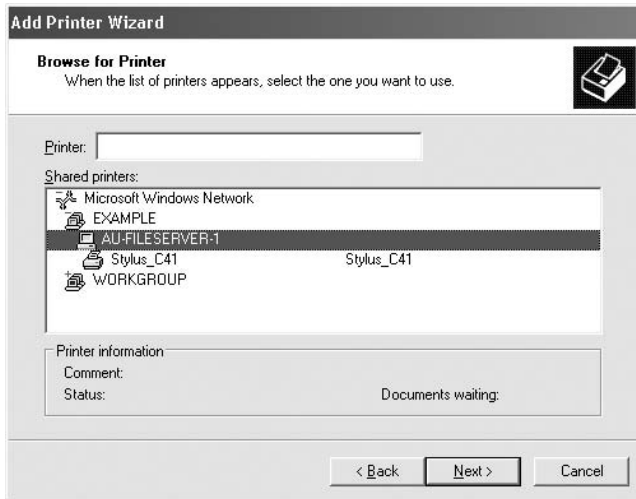 Add Printer Wizard
Browse for Printer
When the list of printers appears, select the one you want to use.
Printer:
Shared printers:
Microsoft Windows Network
EXAMPLE
AU-FILESERVER-1
Stylus_C41 Stylus_C41
WORKGROUP
Printer information
Comment:
Status: Documents waiting:
< Back Next > Cancel